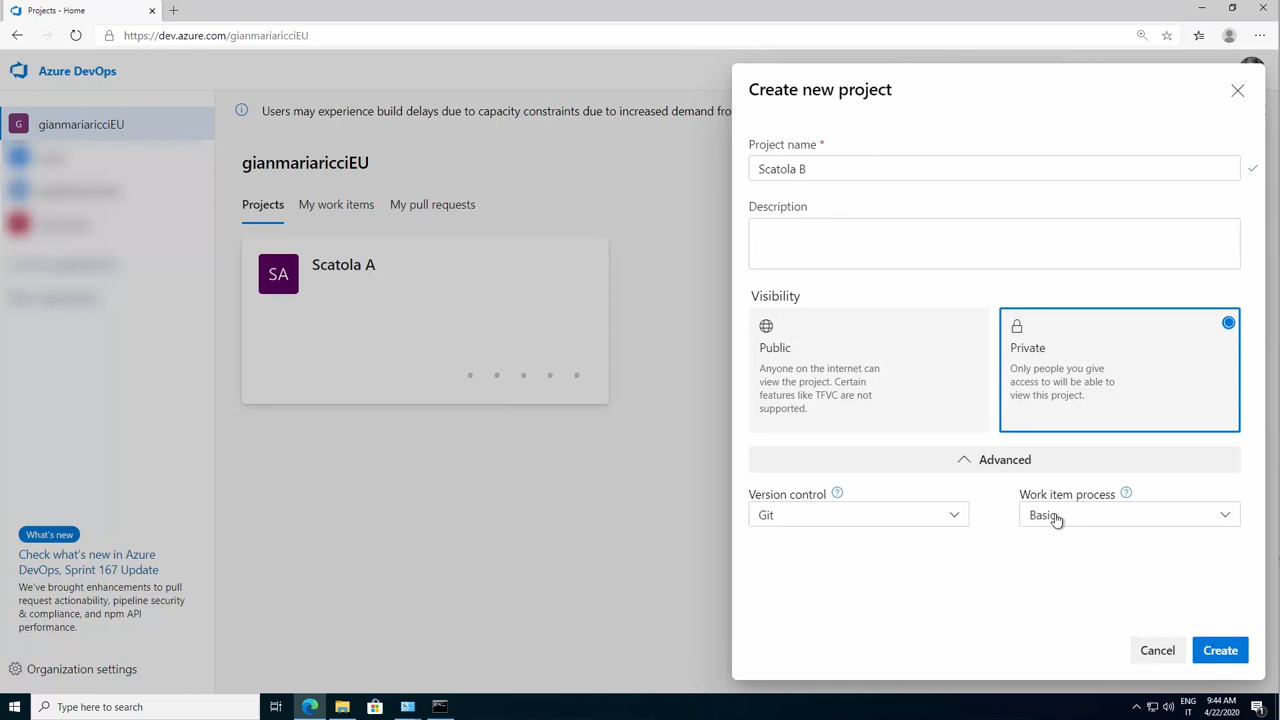 Projects - Home
https://dev.azure.com/gianmariaricciEU
Azure DevOps
G gianmariaricciEU
Users may experience build delays due to capacity constraints due to increased demand fro
gianmariaricciEU
Projects My work items My pull requests
SA Scatola A
What's new
Check what's new in Azure
DevOps, Sprint 167 Update
We've brought enhancements to pull
request actionability, pipeline security
& compliance, and npm API
performance.
Organization settings
Create new project
Project name *
Scatola B
Description
Visibility
Public
Anyone on the internet can
view the project. Certain
features like TFVC are not
supported.
Private
Only people you give
access to will be able to
view this project.
Advanced
Version control
Git
Work item process
Basic
Cancel Create
Type here to search
ENG
IT
9:44 AM
4/22/2020
1